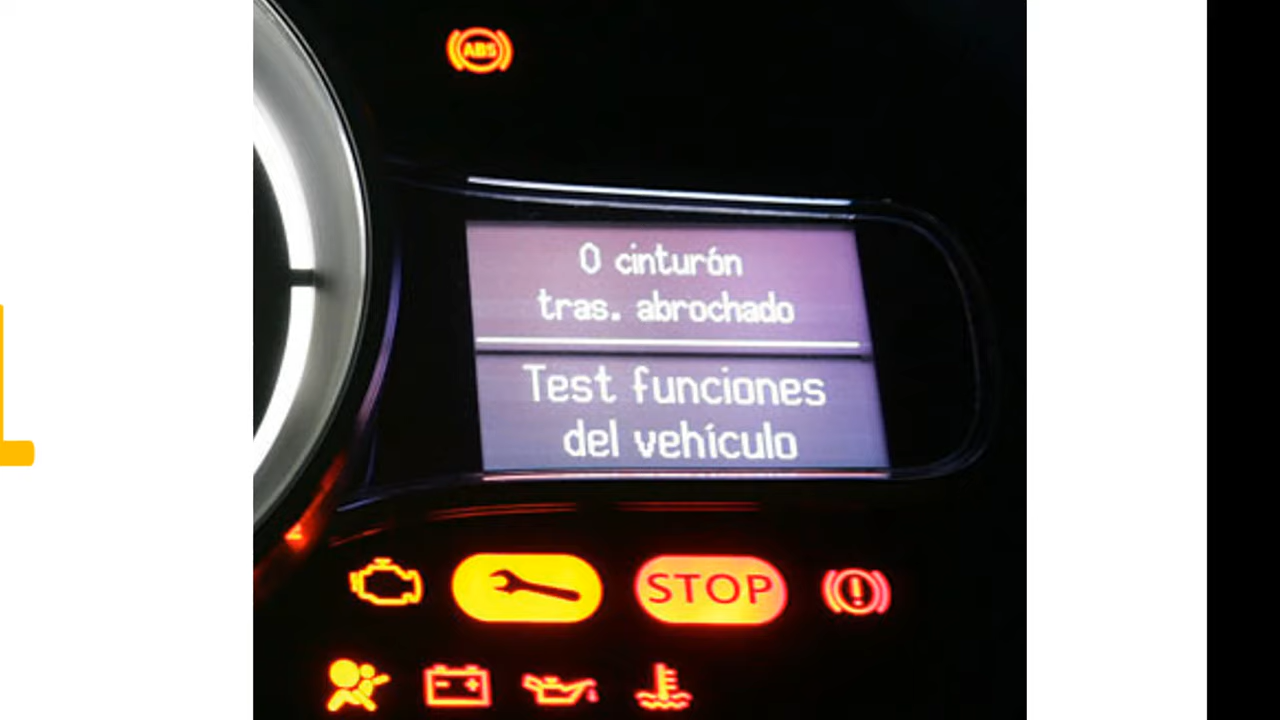 ABS
0 cinturón
tras. abrochado
Test funciones
del vehículo
STOP